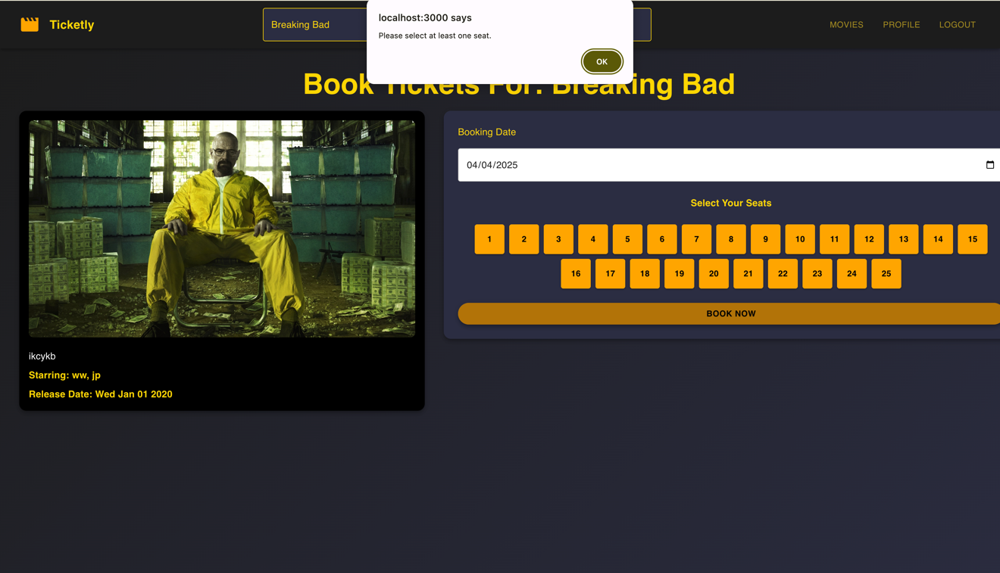 Ticketly
Breaking Bad
MOVIES PROFILE LOGOUT
localhost:3000 says
Please select at least one seat.
OK
Book Tickets For: Breaking Bad
ikcykb
Starring: ww, jp
Release Date: Wed Jan 01 2020
Booking Date
04/04/2025
Select Your Seats
1 2 3 4 5 6 7 8 9 10 11 12 13 14 15
16 17 18 19 20 21 22 23 24 25
BOOK NOW